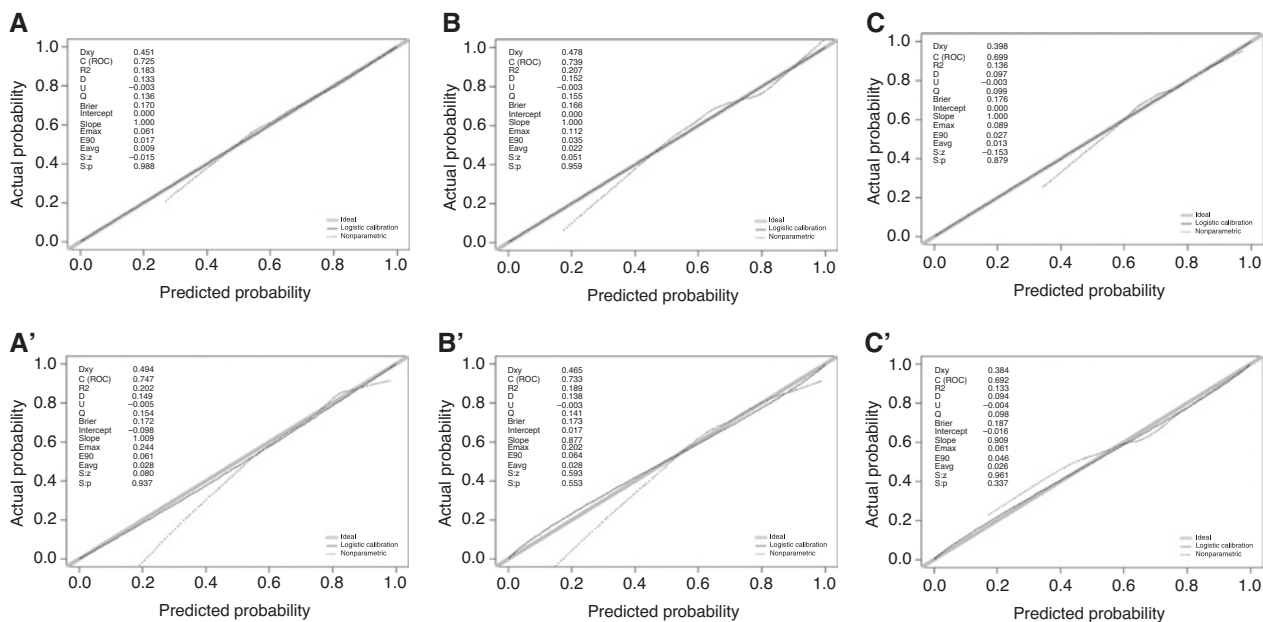 A
Actual probability
1.0
0.8
0.6
0.4
0.2
0.0
Dxy 0.451
C (ROC) 0.725
R2 0.183
D 0.133
U −0.003
Q 0.136
Brier 0.170
Intercept 0.000
Slope 1.000
Emax 0.061
E90 0.017
Eavg 0.009
S:z −0.015
S:p 0.988
Ideal
Logistic calibration
Nonparametric
0.0 0.2 0.4 0.6 0.8 1.0
Predicted probability
B
Actual probability
1.0
0.8
0.6
0.4
0.2
0.0
Dxy 0.478
C (ROC) 0.739
R2 0.207
D 0.152
U −0.003
Q 0.155
Brier 0.166
Intercept 0.000
Slope 1.000
Emax 0.112
E90 0.035
Eavg 0.022
S:z 0.051
S:p 0.959
Ideal
Logistic calibration
Nonparametric
0.0 0.2 0.4 0.6 0.8 1.0
Predicted probability
C
Actual probability
1.0
0.8
0.6
0.4
0.2
0.0
Dxy 0.398
C (ROC) 0.699
R2 0.136
D 0.097
U −0.003
Q 0.099
Brier 0.176
Intercept 0.000
Slope 1.000
Emax 0.089
E90 0.027
Eavg 0.013
S:z −0.153
S:p 0.879
Ideal
Logistic calibration
Nonparametric
0.0 0.2 0.4 0.6 0.8 1.0
Predicted probability
A’
Actual probability
1.0
0.8
0.6
0.4
0.2
0.0
Dxy 0.494
C (ROC) 0.747
R2 0.202
D 0.149
U −0.005
Q 0.154
Brier 0.172
Intercept −0.098
Slope 1.009
Emax 0.244
E90 0.061
Eavg 0.028
S:z 0.080
S:p 0.937
Ideal
Logistic calibration
Nonparametric
0.0 0.2 0.4 0.6 0.8 1.0
Predicted probability
B’
Actual probability
1.0
0.8
0.6
0.4
0.2
0.0
Dxy 0.465
C (ROC) 0.733
R2 0.189
D 0.138
U −0.003
Q 0.141
Brier 0.173
Intercept 0.017
Slope 0.877
Emax 0.202
E90 0.064
Eavg 0.028
S:z 0.593
S:p 0.553
Ideal
Logistic calibration
Nonparametric
0.0 0.2 0.4 0.6 0.8 1.0
Predicted probability
C’
Actual probability
1.0
0.8
0.6
0.4
0.2
0.0
Dxy 0.384
C (ROC) 0.692
R2 0.133
D 0.094
U −0.004
Q 0.098
Brier 0.187
Intercept −0.016
Slope 0.909
Emax 0.061
E90 0.046
Eavg 0.026
S:z 0.961
S:p 0.337
Ideal
Logistic calibration
Nonparametric
0.0 0.2 0.4 0.6 0.8 1.0
Predicted probability